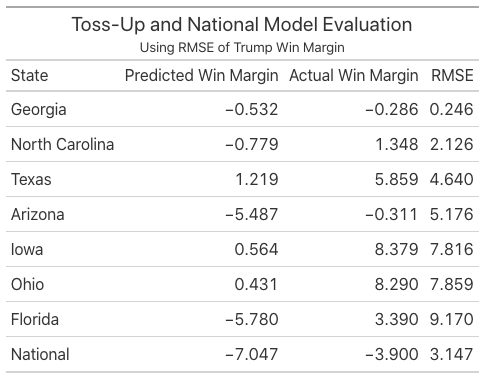 Toss-Up and National Model Evaluation
Using RMSE of Trump Win Margin
State Predicted Win Margin Actual Win Margin RMSE
Georgia −0.532 −0.286 0.246
North Carolina −0.779 1.348 2.126
Texas 1.219 5.859 4.640
Arizona −5.487 −0.311 5.176
Iowa 0.564 8.379 7.816
Ohio 0.431 8.290 7.859
Florida −5.780 3.390 9.170
National −7.047 −3.900 3.147